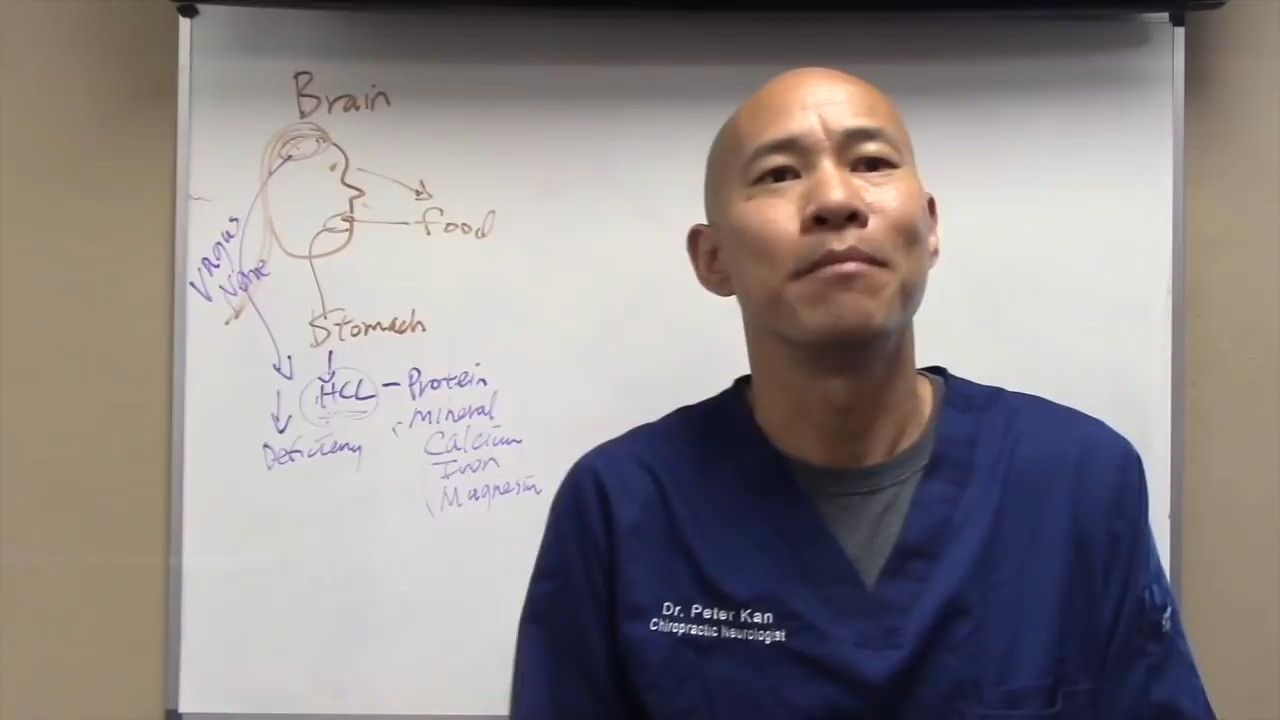 Brain
food
Vagus
Nerve
Stomach
HCL - Protein
Mineral
Calcium
Iron
Magnesium
Deficiency
Dr. Peter Kan
Chiropractic Neurologist